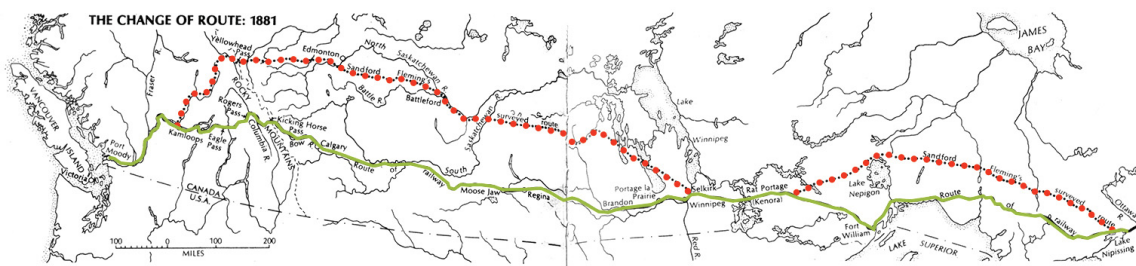 THE CHANGE OF ROUTE: 1881
JAMES
BAY
Yellowhead
Pass
Edmonton
North
Saskatchewan R.
Fraser R.
ROCKY
MOUNTAINS
Sandford
Fleming's
surveyed route
Battle R.
Battleford
Saskatchewan
Lake
Winnipeg
VANCOUVER
ISLAND
Victoria
Port
Moody
Kamloops
Eagle
Pass
Rogers
Pass
Columbia R.
Kicking Horse
Pass
Bow
Calgary
Route of railway
South
Moose Jaw
Regina
Brandon
Portage la
Prairie
Selkirk
Winnipeg
Red R.
Rat Portage
(Kenora)
Lake
Nepigon
Sandford Fleming's surveyed route
Route of railway
Fort
William
LAKE SUPERIOR
Ottawa R.
Lake
Nipissing
CANADA
U.S.A.
100 0 100 200
MILES